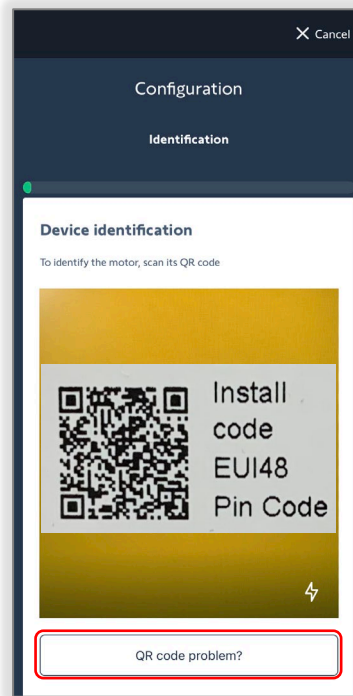 Cancel
Configuration
Identification
Device identification
To identify the motor, scan its QR code
Install
code
EUI48
Pin Code
QR code problem?